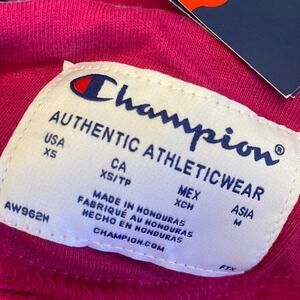 Champion®
AUTHENTIC ATHLETICWEAR
USA CA MEX ASIA
XS XS/TP XCH M
MADE IN HONDURAS
FABRIQUÉ AU HONDURAS
HECHO EN HONDURAS
CHAMPION.COM
AW962H